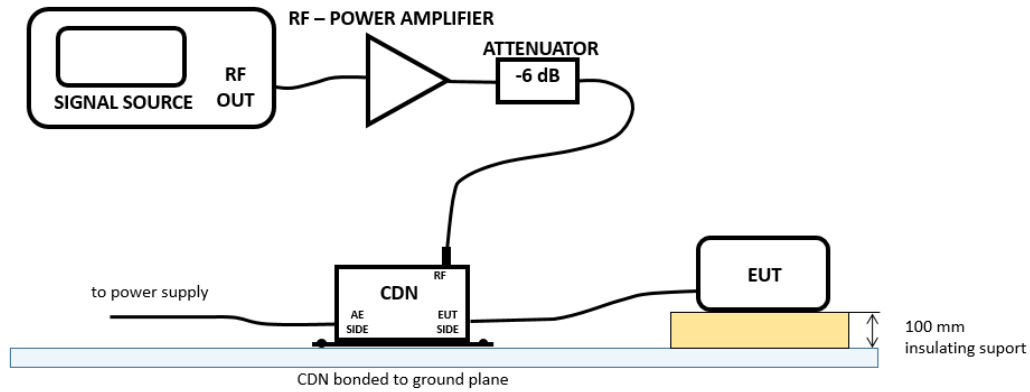 RF – POWER AMPLIFIER
ATTENUATOR
-6 dB
RF
OUT
SIGNAL SOURCE
RF
CDN
EUT
to power supply
AE
SIDE
EUT
SIDE
100 mm
insulating suport
CDN bonded to ground plane